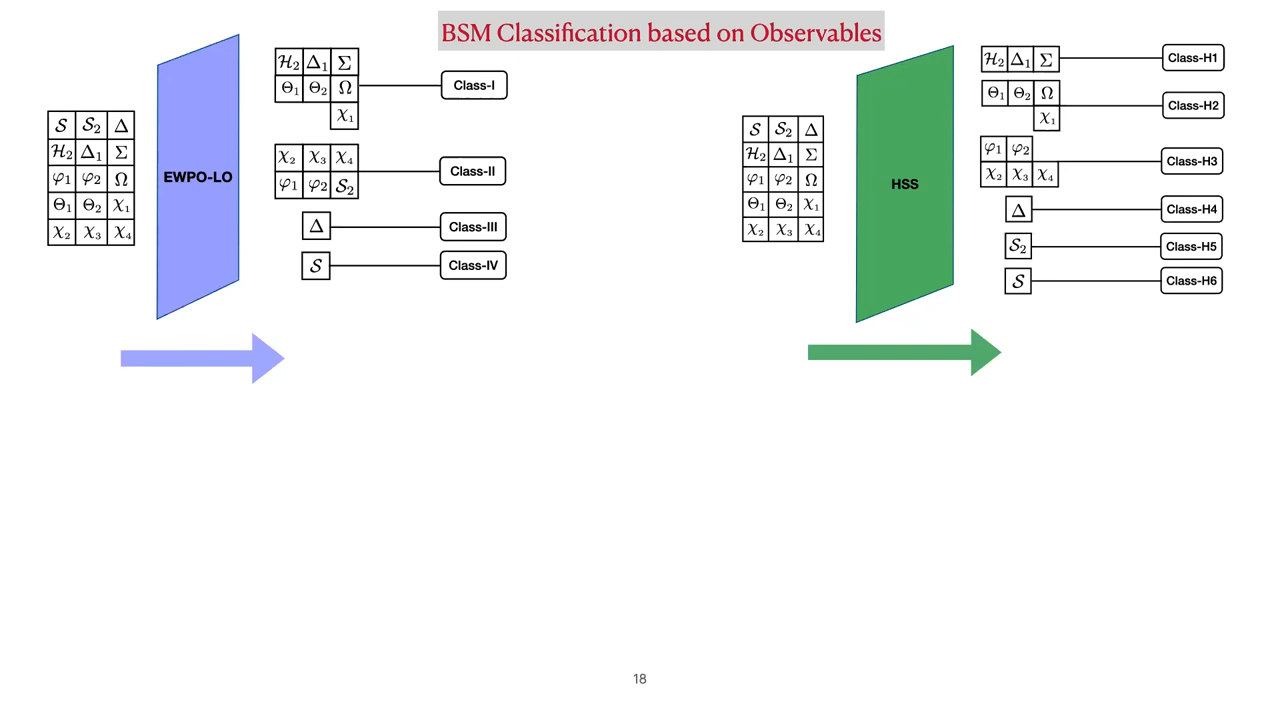 BSM Classification based on Observables
𝒮 𝒮₂ Δ
ℋ₂ Δ₁ Σ
φ₁ φ₂ Ω
Θ₁ Θ₂ χ₁
χ₂ χ₃ χ₄
EWPO-LO
ℋ₂ Δ₁ Σ
Θ₁ Θ₂ Ω
χ₁
Class-I
χ₂ χ₃ χ₄
φ₁ φ₂ 𝒮₂
Class-II
Δ
Class-III
𝒮
Class-IV
𝒮 𝒮₂ Δ
ℋ₂ Δ₁ Σ
φ₁ φ₂ Ω
Θ₁ Θ₂ χ₁
χ₂ χ₃ χ₄
HSS
ℋ₂ Δ₁ Σ
Class-H1
Θ₁ Θ₂ Ω
χ₁
Class-H2
φ₁ φ₂
χ₂ χ₃ χ₄
Class-H3
Δ
Class-H4
𝒮₂
Class-H5
𝒮
Class-H6
18